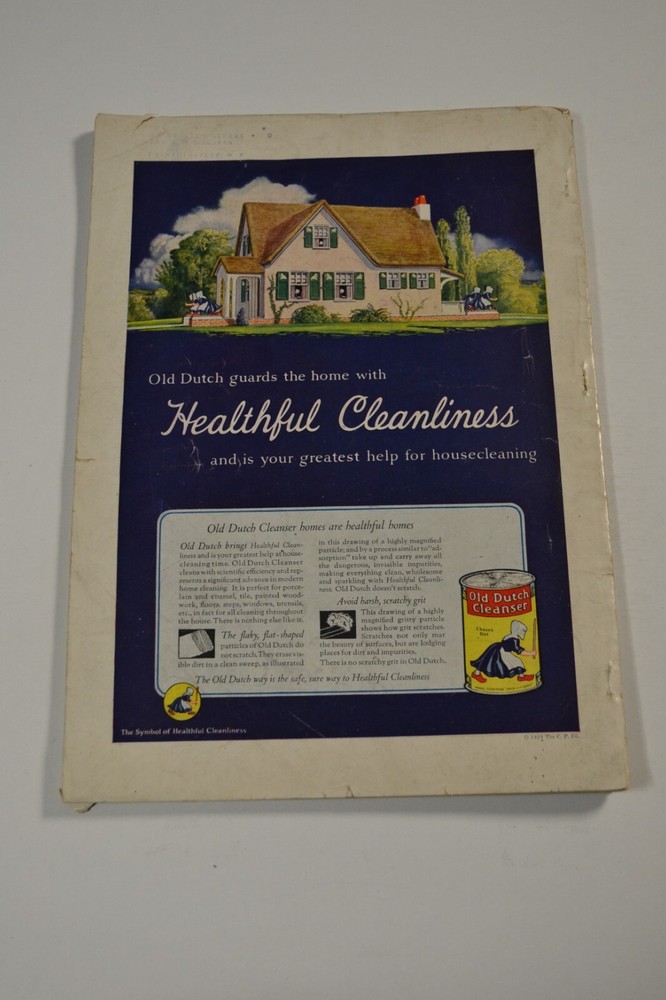 Old Dutch guards the home with
Healthful Cleanliness
and is your greatest help for housecleaning
Old Dutch Cleanser homes are healthful homes
Old Dutch brings Healthful Clean-
liness and is your greatest help at house-
cleaning time. Old Dutch Cleanser
cleans with scientific efficiency and rep-
resents a significant advance in modern
home cleaning. It is perfect for porce-
lain and enamel, tile, painted wood-
work, floors, steps, windows, utensils,
etc., in fact for all cleaning throughout
the house. There is nothing else like it.
The flaky, flat-shaped
particles of Old Dutch do
not scratch. They erase vis-
ible dirt in a clean sweep, as illustrated
in this drawing of a highly magnified
particle; and by a process similar to "ad-
sorption" take up and carry away all
the dangerous, invisible impurities,
making everything clean, wholesome
and sparkling with Healthful Cleanli-
ness. Old Dutch doesn't scratch.
Avoid harsh, scratchy grit
This drawing of a highly
magnified gritty particle
shows how grit scratches.
Scratches not only mar
the beauty of surfaces, but are lodging
places for dirt and impurities.
There is no scratchy grit in Old Dutch.
The Old Dutch way is the safe, sure way to Healthful Cleanliness
Old Dutch
Cleanser
Chases
Dirt
The Symbol of Healthful Cleanliness